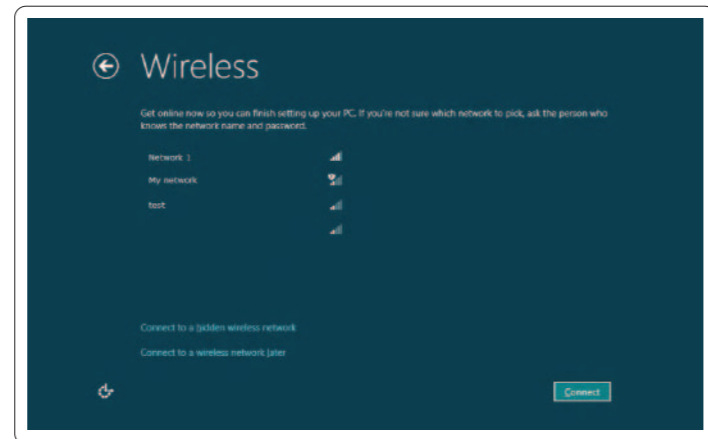 Wireless
Get online now so you can finish setting up your PC. If you're not sure which network to pick, ask the person who
knows the network name and password.
Network 1
My network
test
Connect to a hidden wireless network
Connect to a wireless network later
Connect